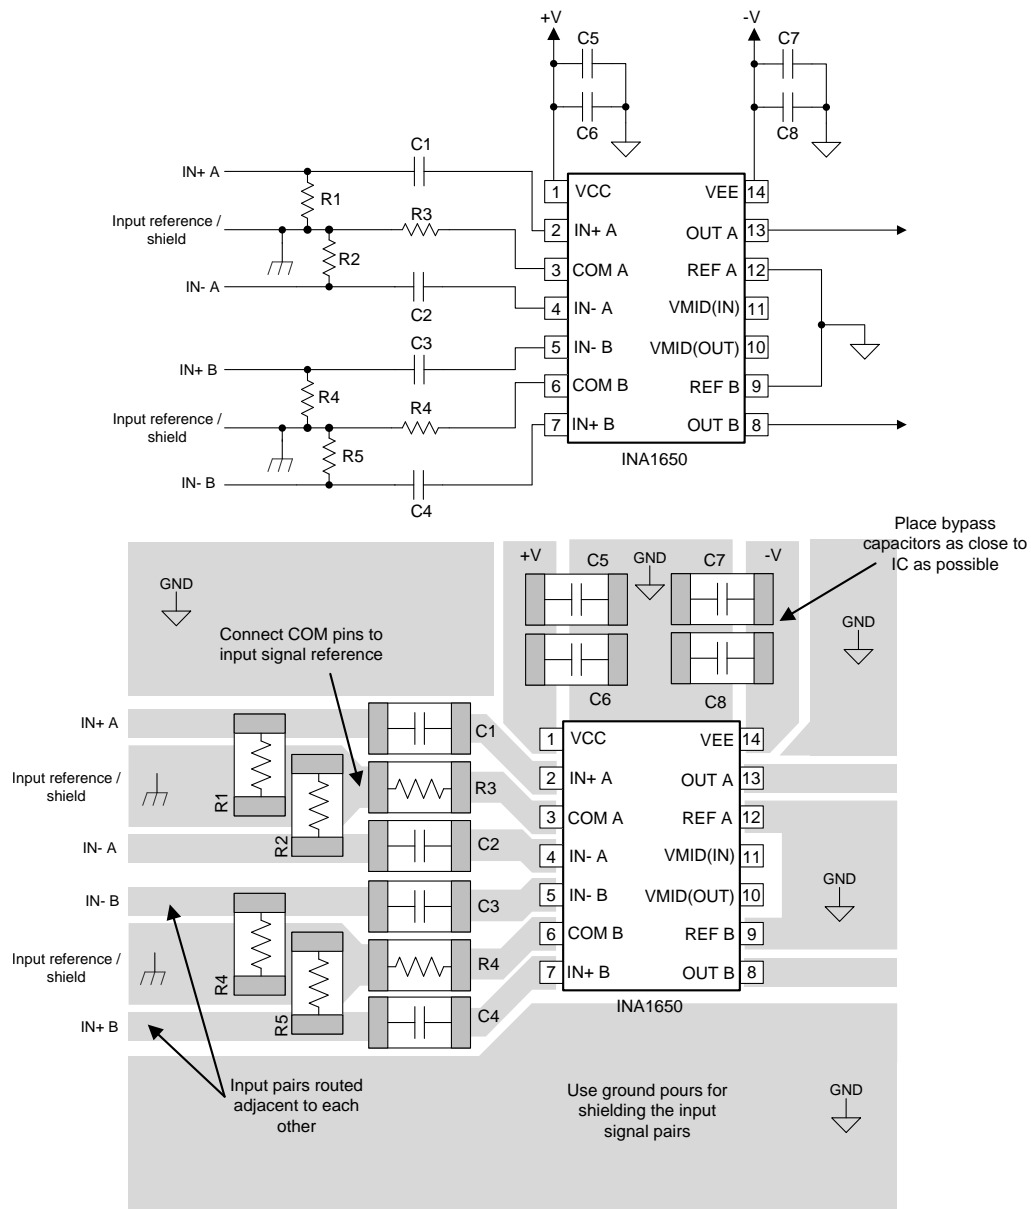 +V
-V
C5
C7
C6
C8
C1
IN+ A
R1
R3
Input reference /
shield
R2
IN- A
C2
C3
IN+ B
R4
R4
Input reference /
shield
R5
IN- B
C4
1 VCC
VEE 14
2 IN+ A
OUT A 13
3 COM A
REF A 12
4 IN- A
VMID(IN) 11
5 IN- B
VMID(OUT) 10
6 COM B
REF B 9
7 IN+ B
OUT B 8
INA1650
Place bypass
capacitors as close to
IC as possible
+V
C5
GND
C7
-V
GND
GND
Connect COM pins to
input signal reference
C6
C8
IN+ A
C1
Input reference /
shield
R1
R3
R2
IN- A
C2
IN- B
C3
Input reference /
shield
R4
R4
R5
IN+ B
C4
1 VCC
VEE 14
2 IN+ A
OUT A 13
3 COM A
REF A 12
4 IN- A
VMID(IN) 11
5 IN- B
VMID(OUT) 10
6 COM B
REF B 9
7 IN+ B
OUT B 8
INA1650
GND
Input pairs routed
adjacent to each
other
Use ground pours for
shielding the input
signal pairs
GND